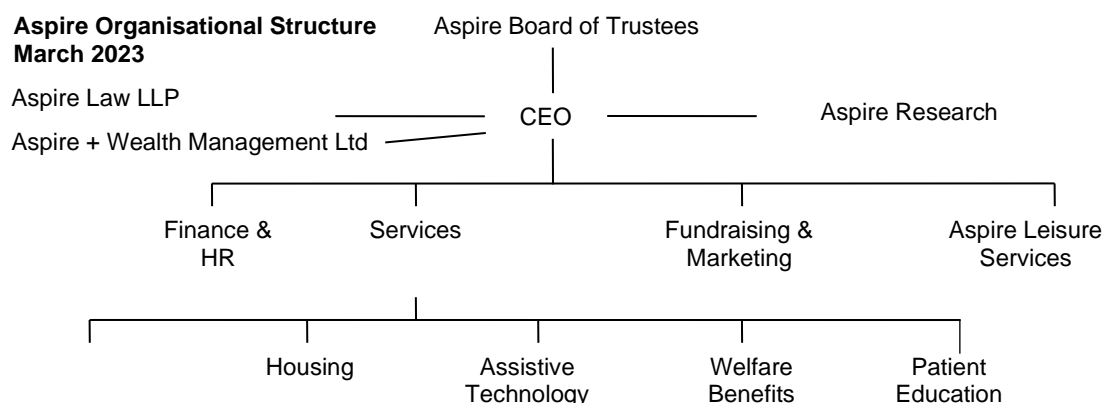 Aspire Organisational Structure
March 2023
Aspire Board of Trustees
Aspire Law LLP
Aspire + Wealth Management Ltd
CEO
Aspire Research
Finance &
HR
Services
Fundraising &
Marketing
Aspire Leisure
Services
Housing
Assistive
Technology
Welfare
Benefits
Patient
Education